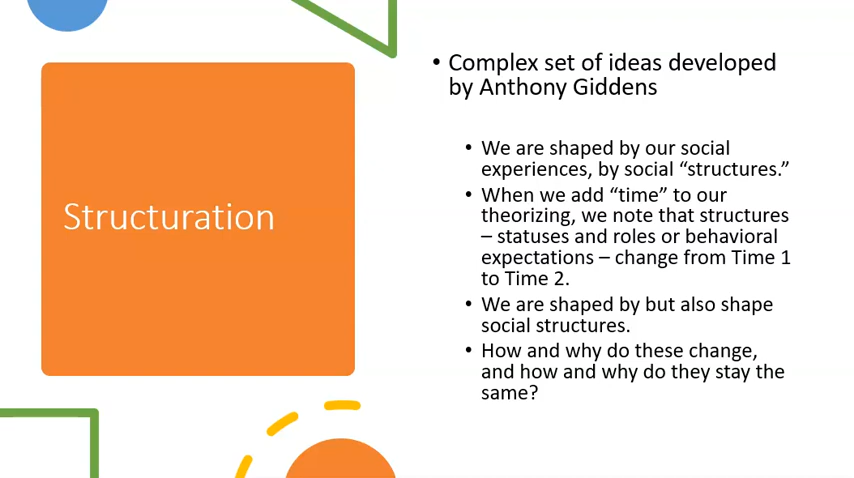 Structuration
• Complex set of ideas developed
by Anthony Giddens
• We are shaped by our social
experiences, by social “structures.”
• When we add “time” to our
theorizing, we note that structures
– statuses and roles or behavioral
expectations – change from Time 1
to Time 2.
• We are shaped by but also shape
social structures.
• How and why do these change,
and how and why do they stay the
same?